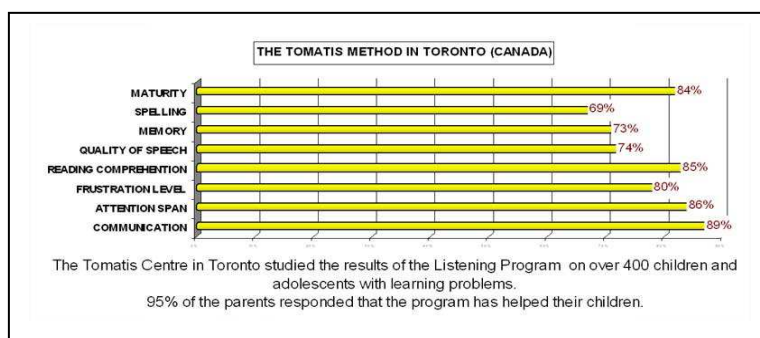 THE TOMATIS METHOD IN TORONTO (CANADA)
MATURITY 84%
SPELLING 69%
MEMORY 73%
QUALITY OF SPEECH 74%
READING COMPREHENTION 85%
FRUSTRATION LEVEL 80%
ATTENTION SPAN 86%
COMMUNICATION 89%
The Tomatis Centre in Toronto studied the results of the Listening Program on over 400 children and
adolescents with learning problems.
95% of the parents responded that the program has helped their children.